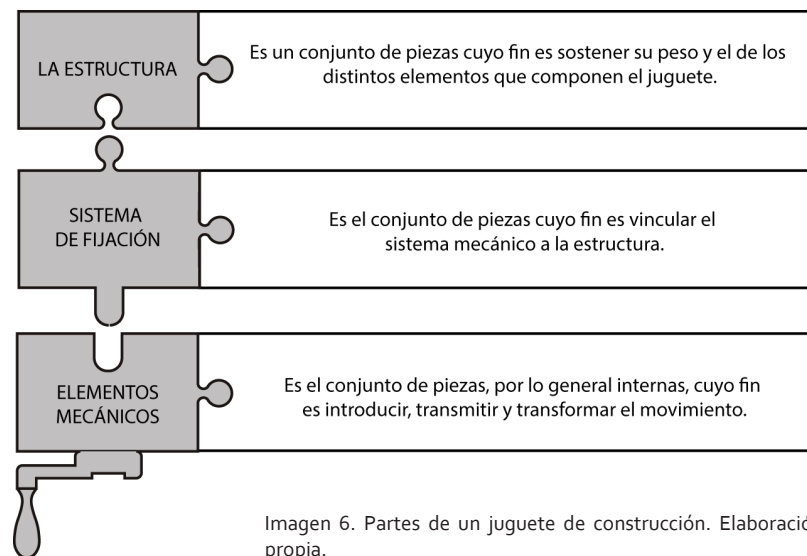 LA ESTRUCTURA
Es un conjunto de piezas cuyo fin es sostener su peso y el de los
distintos elementos que componen el juguete.
SISTEMA
DE FIJACIÓN
Es el conjunto de piezas cuyo fin es vincular el
sistema mecánico a la estructura.
ELEMENTOS
MECÁNICOS
Es el conjunto de piezas, por lo general internas, cuyo fin
es introducir, transmitir y transformar el movimiento.
Imagen 6. Partes de un juguete de construcción. Elaboració
propia.